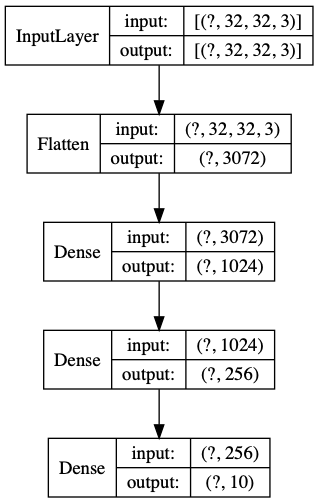 InputLayer input: [(?, 32, 32, 3)]
output: [(?, 32, 32, 3)]
Flatten input: (?, 32, 32, 3)
output: (?, 3072)
Dense input: (?, 3072)
output: (?, 1024)
Dense input: (?, 1024)
output: (?, 256)
Dense input: (?, 256)
output: (?, 10)